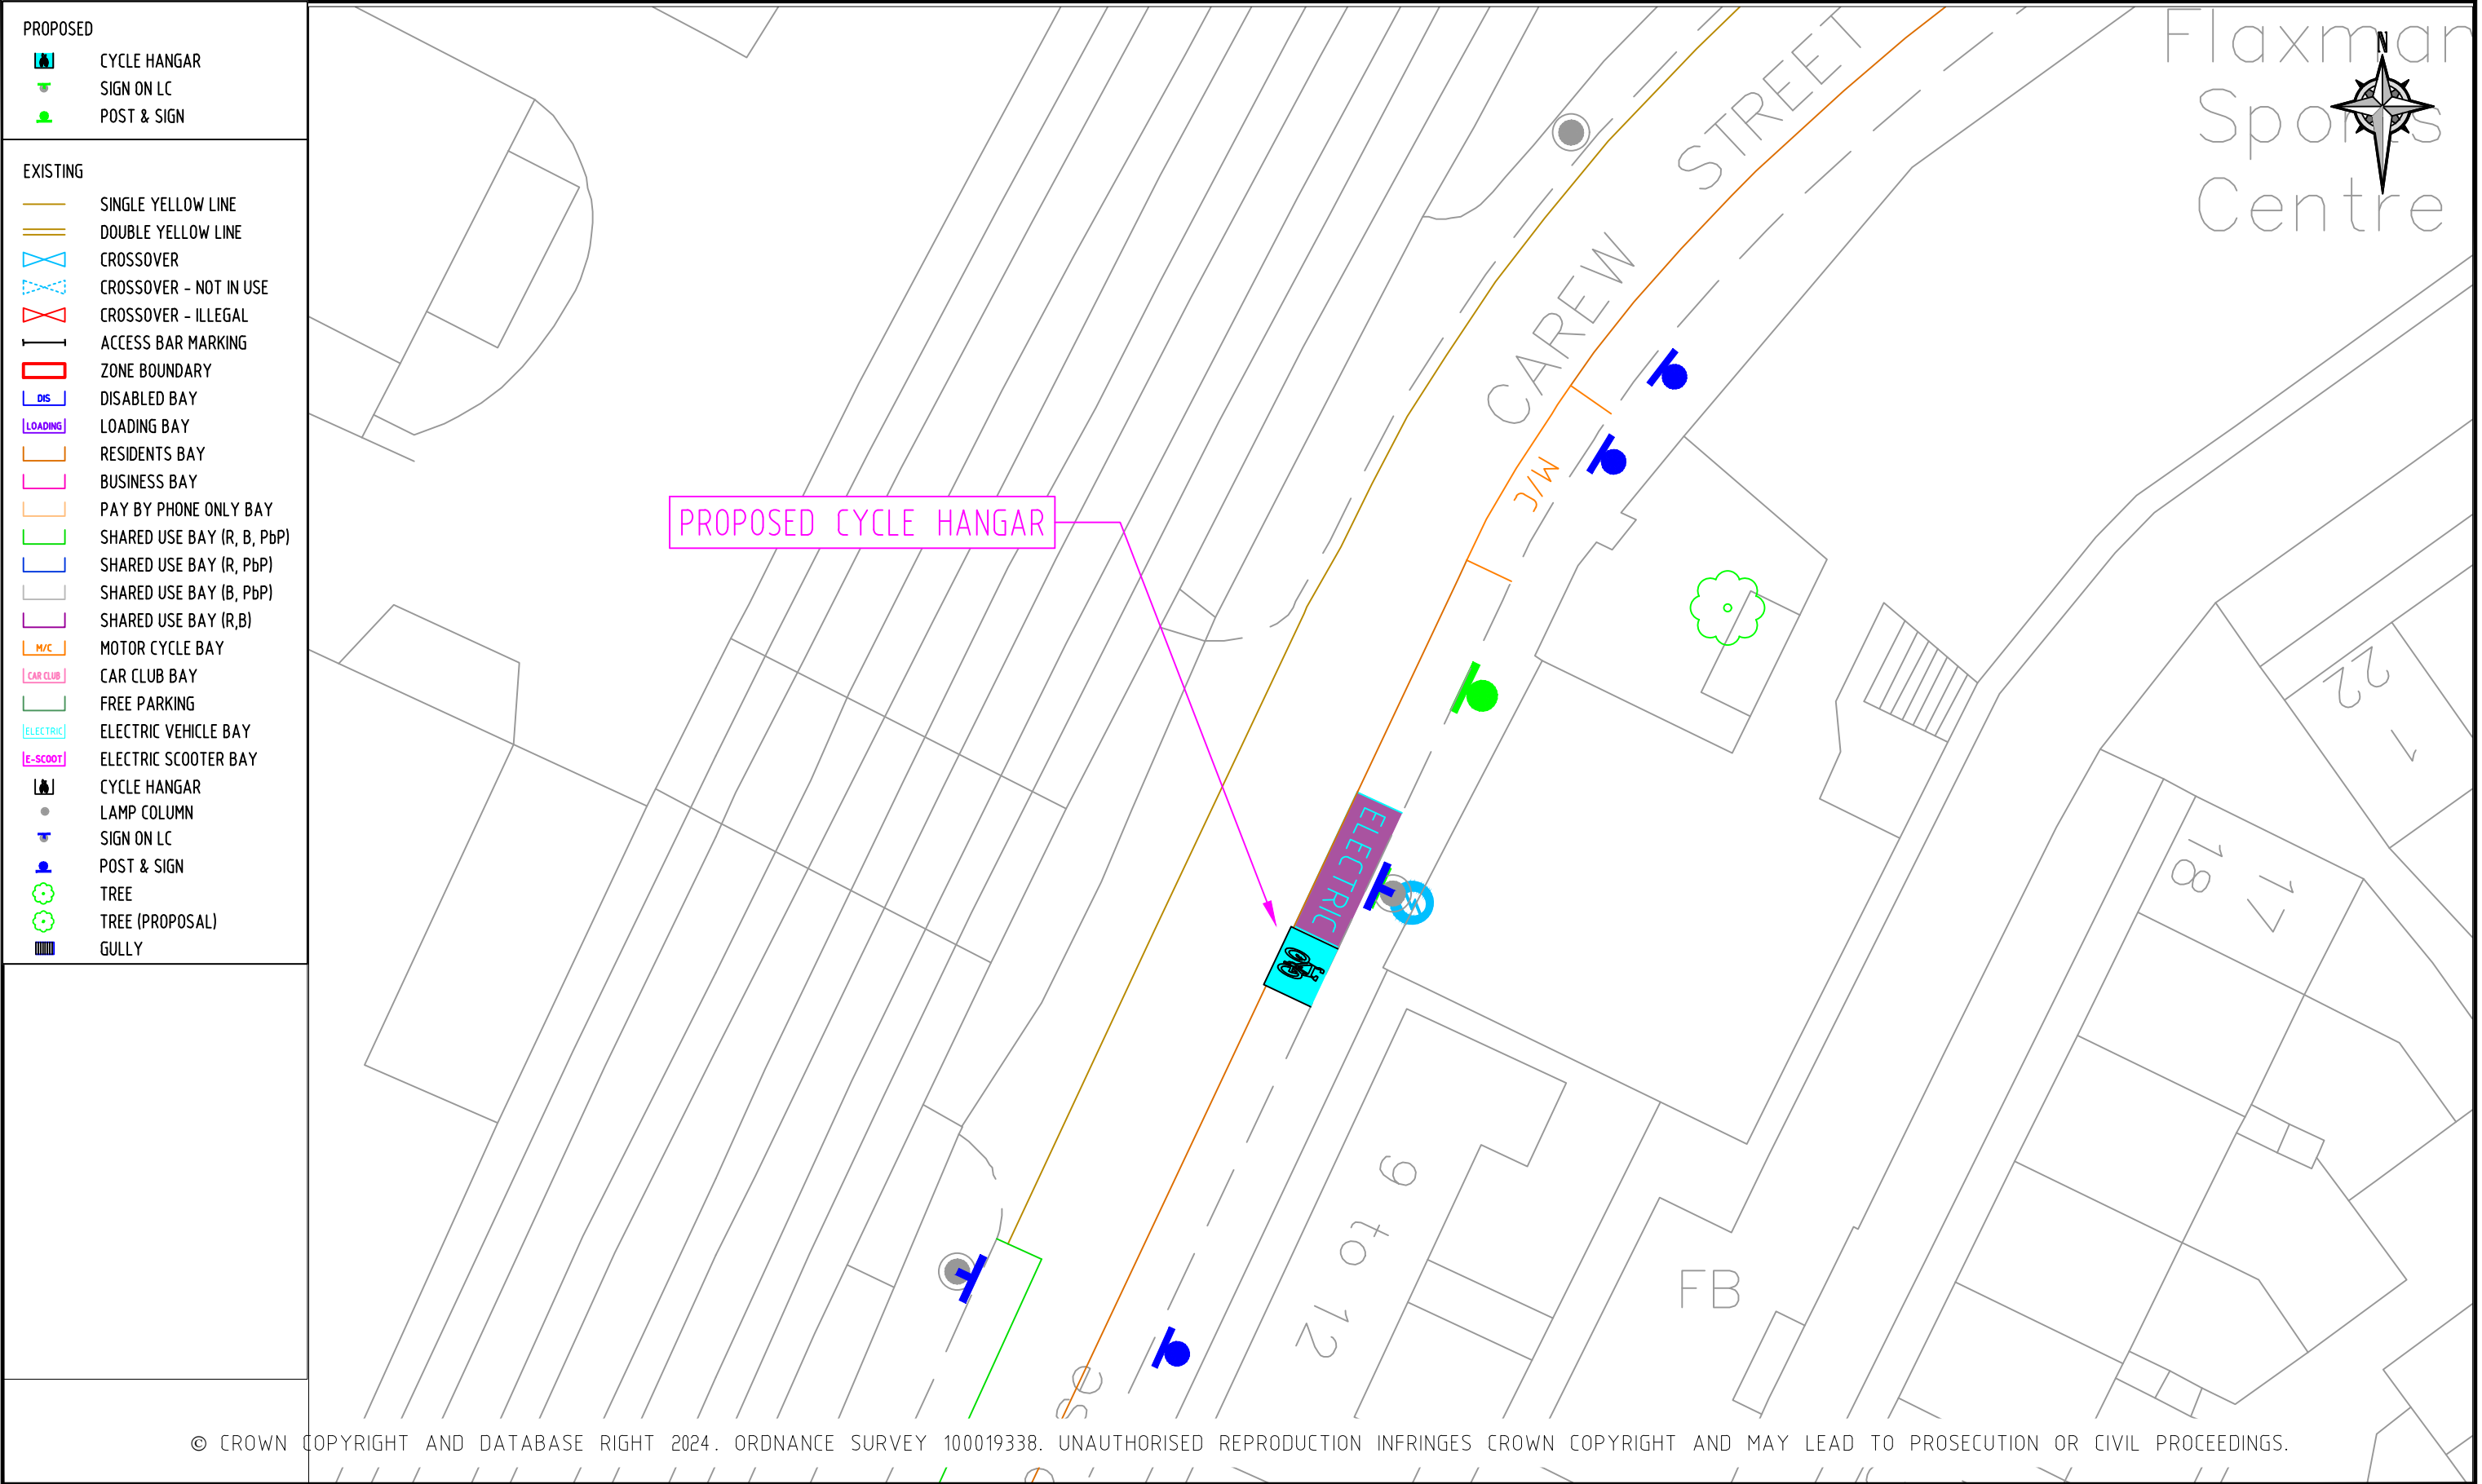 PROPOSED
CYCLE HANGAR
SIGN ON LC
POST & SIGN
EXISTING
SINGLE YELLOW LINE
DOUBLE YELLOW LINE
CROSSOVER
CROSSOVER - NOT IN USE
CROSSOVER - ILLEGAL
ACCESS BAR MARKING
ZONE BOUNDARY
DIS DISABLED BAY
LOADING LOADING BAY
RESIDENTS BAY
BUSINESS BAY
PAY BY PHONE ONLY BAY
SHARED USE BAY (R, B, PbP)
SHARED USE BAY (R, PbP)
SHARED USE BAY (B, PbP)
SHARED USE BAY (R,B)
M/C MOTOR CYCLE BAY
CAR CLUB CAR CLUB BAY
FREE PARKING
ELECTRIC ELECTRIC VEHICLE BAY
E-SCOOT ELECTRIC SCOOTER BAY
CYCLE HANGAR
LAMP COLUMN
SIGN ON LC
POST & SIGN
TREE
TREE (PROPOSAL)
GULLY
Flaxman
Sports
Centre
N
CAREW STREET
M/C
PROPOSED CYCLE HANGAR
ELECTRIC
22
1
18
17
9 to 12
FB
se
© CROWN COPYRIGHT AND DATABASE RIGHT 2024. ORDNANCE SURVEY 100019338. UNAUTHORISED REPRODUCTION INFRINGES CROWN COPYRIGHT AND MAY LEAD TO PROSECUTION OR CIVIL PROCEEDINGS.